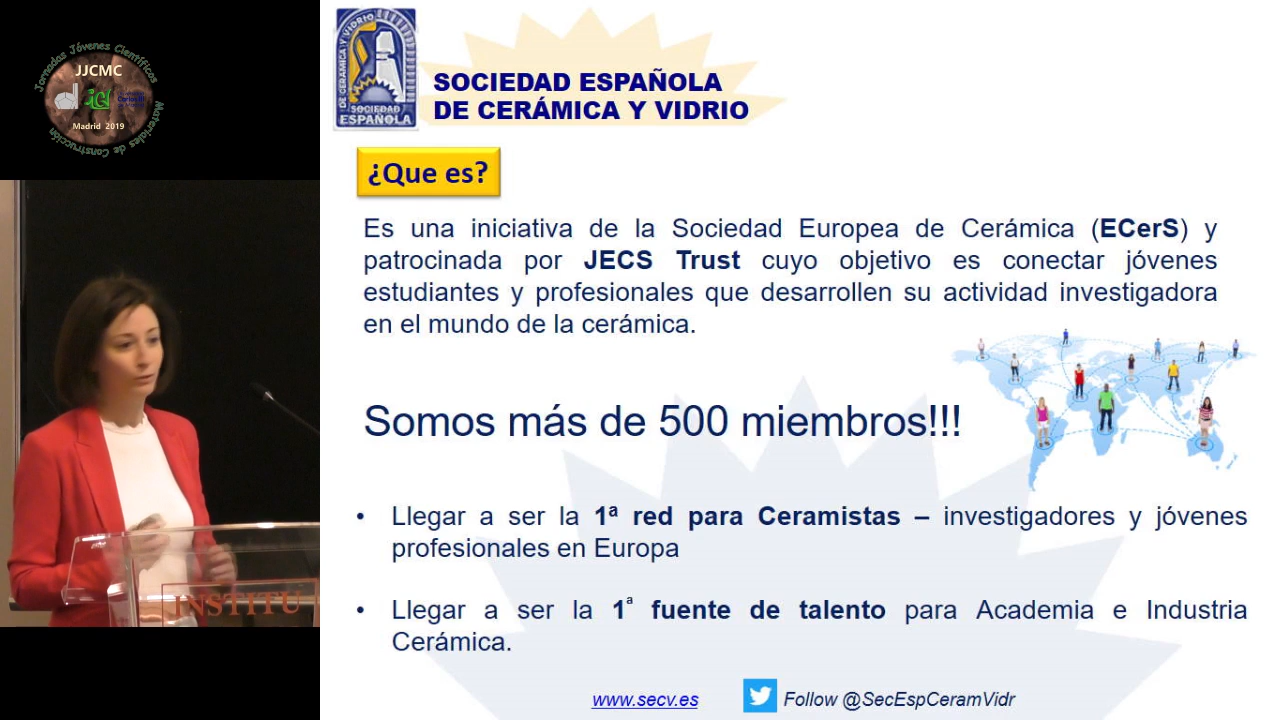 Jornadas Jóvenes Científicos
JJCMC
Madrid 2019
Materiales de Construcción
DE CERÁMICA Y VIDRIO
SOCIEDAD
ESPAÑOLA
SOCIEDAD ESPAÑOLA
DE CERÁMICA Y VIDRIO
¿Que es?
Es una iniciativa de la Sociedad Europea de Cerámica (ECerS) y
patrocinada por JECS Trust cuyo objetivo es conectar jóvenes
estudiantes y profesionales que desarrollen su actividad investigadora
en el mundo de la cerámica.
Somos más de 500 miembros!!!
• Llegar a ser la 1ª red para Ceramistas – investigadores y jóvenes
profesionales en Europa
• Llegar a ser la 1ª fuente de talento para Academia e Industria
Cerámica.
www.secv.es
Follow @SecEspCeramVidr
INSTITU